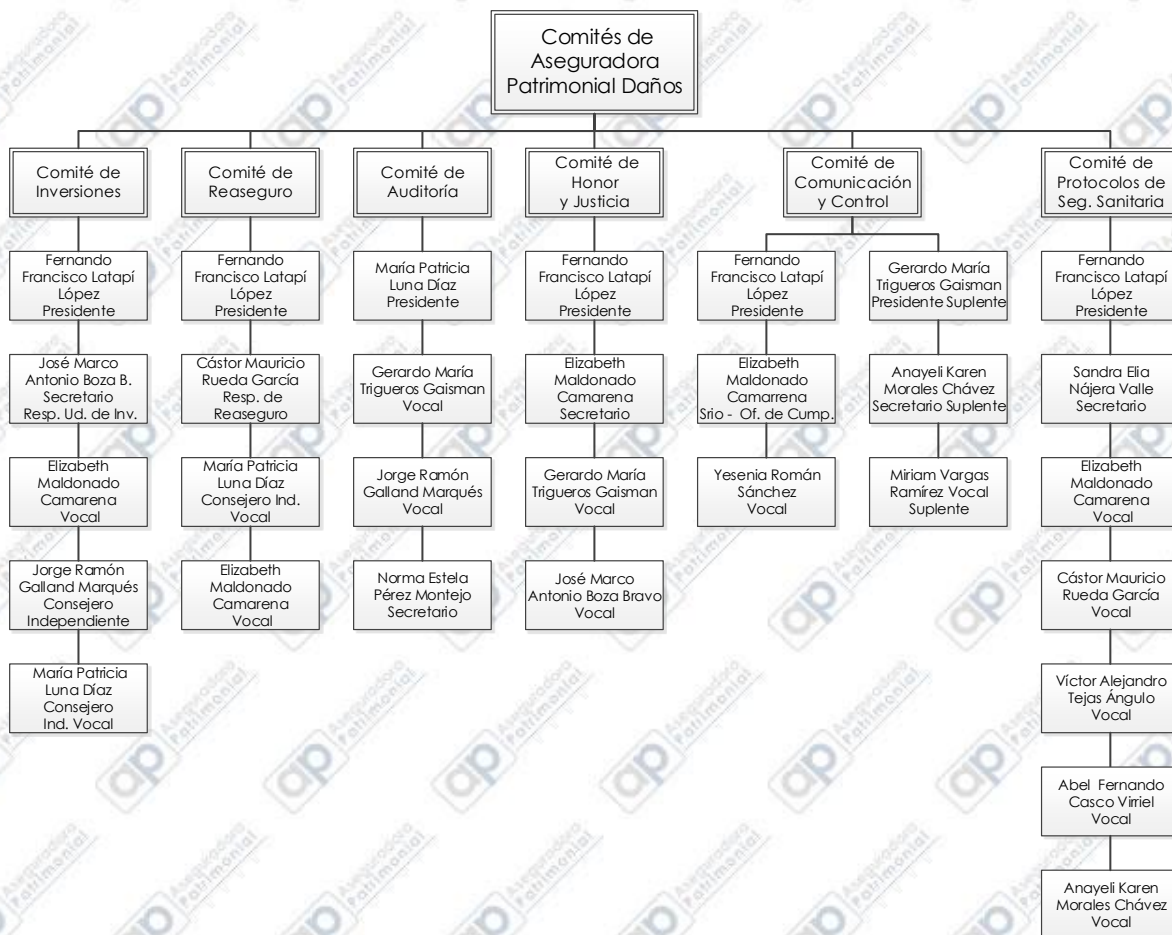 Comités de
Aseguradora
Patrimonial Daños
Comité de
Inversiones
Fernando
Francisco Latapí
López
Presidente
José Marco
Antonio Boza B.
Secretario
Resp. Ud. de Inv.
Elizabeth
Maldonado
Camarena
Vocal
Jorge Ramón
Galland Marqués
Consejero
Independiente
María Patricia
Luna Díaz
Consejero
Ind. Vocal
Comité de
Reaseguro
Fernando
Francisco Latapí
López
Presidente
Cástor Mauricio
Rueda García
Resp. de
Reaseguro
María Patricia
Luna Díaz
Consejero Ind.
Vocal
Elizabeth
Maldonado
Camarena
Vocal
Comité de
Auditoría
María Patricia
Luna Díaz
Presidente
Gerardo María
Trigueros Gaisman
Vocal
Jorge Ramón
Galland Marqués
Vocal
Norma Estela
Pérez Montejo
Secretario
Comité de
Honor
y Justicia
Fernando
Francisco Latapí
López
Presidente
Elizabeth
Maldonado
Camarena
Secretario
Gerardo María
Trigueros Gaisman
Vocal
José Marco
Antonio Boza Bravo
Vocal
Comité de
Comunicación
y Control
Fernando
Francisco Latapí
López
Presidente
Elizabeth
Maldonado
Camarrena
Srio - Of. de Cump.
Yesenia Román
Sánchez
Vocal
Gerardo María
Trigueros Gaisman
Presidente Suplente
Anayeli Karen
Morales Chávez
Secretario Suplente
Miriam Vargas
Ramírez Vocal
Suplente
Comité de
Protocolos de
Seg. Sanitaria
Fernando
Francisco Latapí
López
Presidente
Sandra Elia
Nájera Valle
Secretario
Elizabeth
Maldonado
Camarena
Vocal
Cástor Mauricio
Rueda García
Vocal
Víctor Alejandro
Tejas Ángulo
Vocal
Abel Fernando
Casco Virriel
Vocal
Anayeli Karen
Morales Chávez
Vocal
ap Aseguradora
Patrimonial